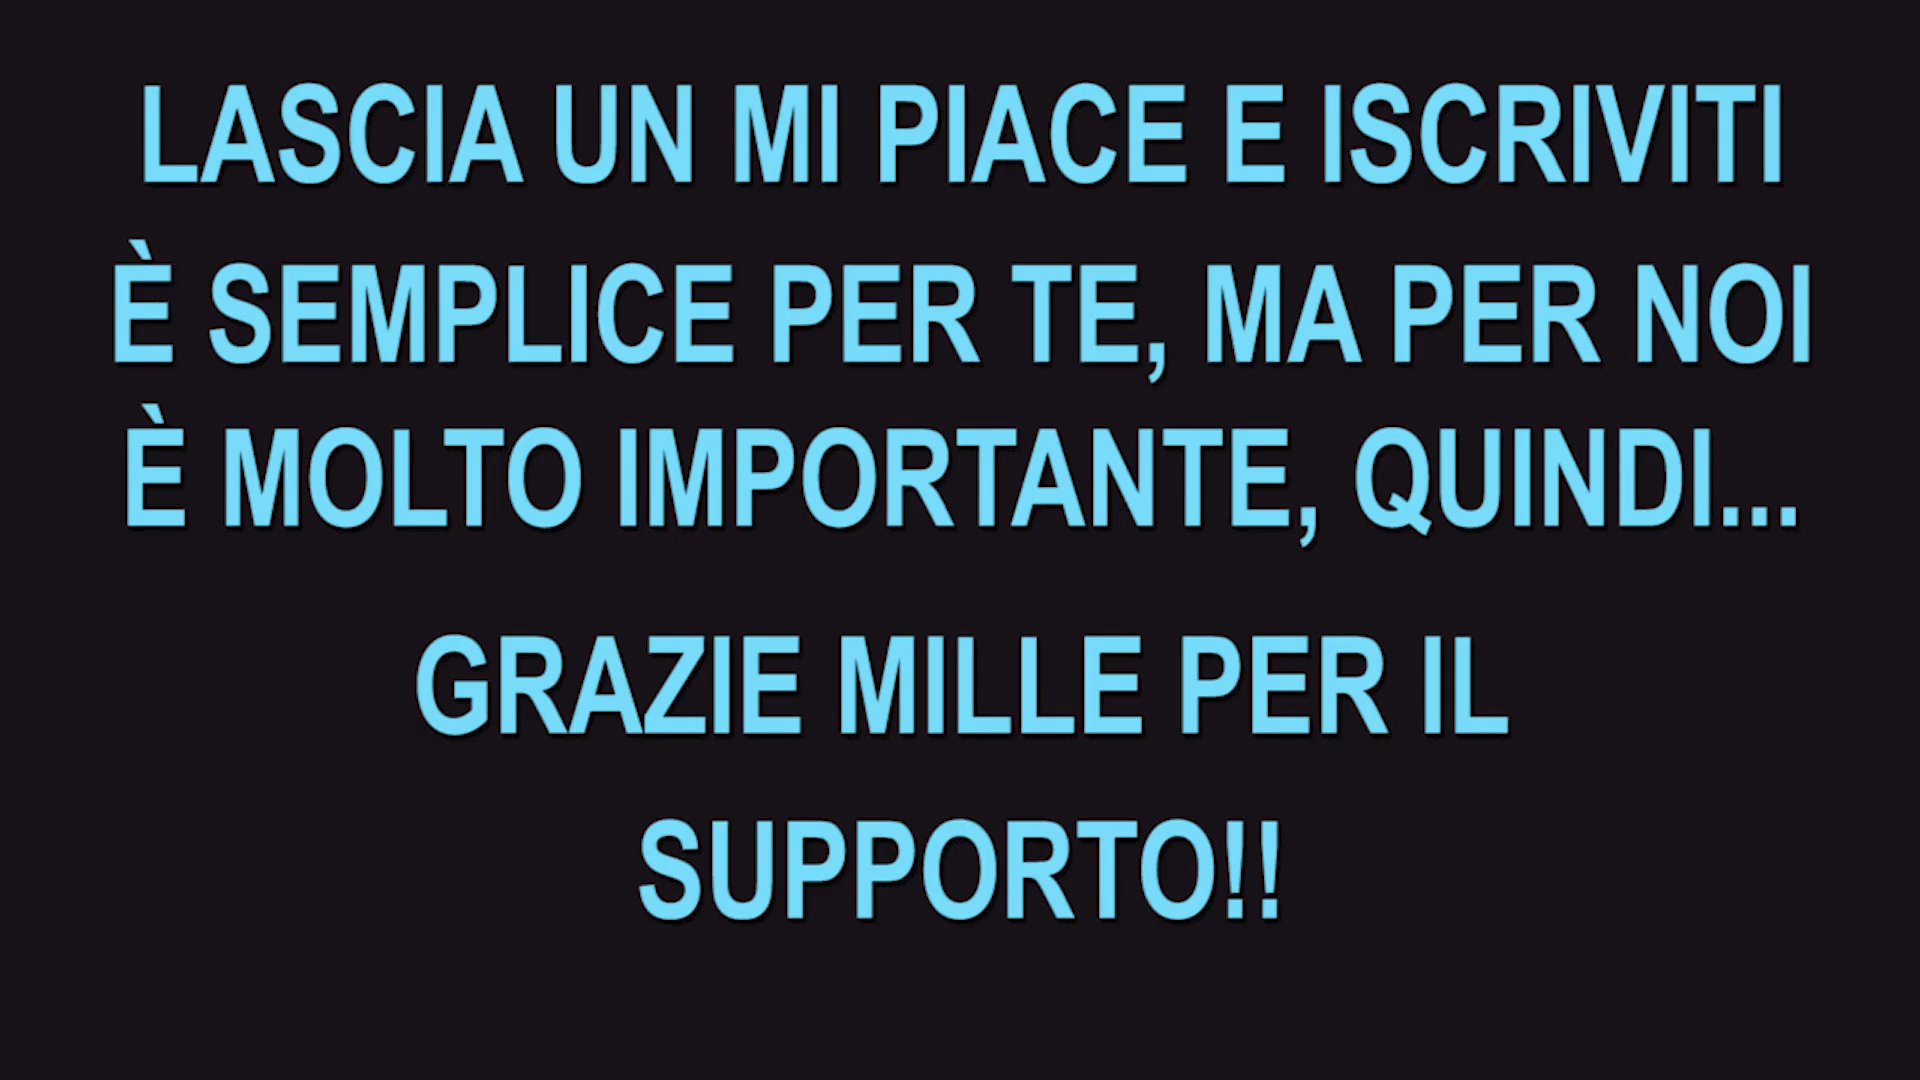 LASCIA UN MI PIACE E ISCRIVITI
È SEMPLICE PER TE, MA PER NOI
È MOLTO IMPORTANTE, QUINDI...
GRAZIE MILLE PER IL
SUPPORTO!!